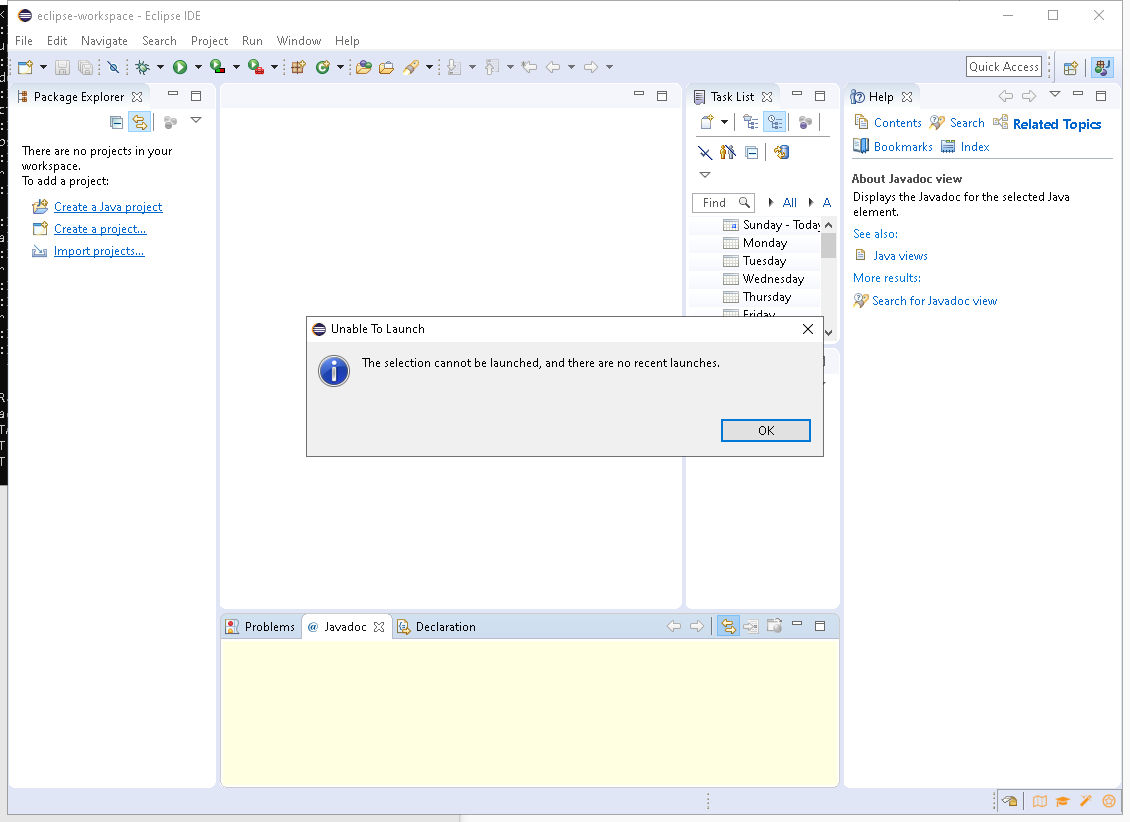 eclipse-workspace - Eclipse IDE
File Edit Navigate Search Project Run Window Help
Quick Access
Package Explorer
There are no projects in your
workspace.
To add a project:
Create a Java project
Create a project...
Import projects...
Task List
Find
All
A
Sunday - Today
Monday
Tuesday
Wednesday
Thursday
Friday
Help
Contents Search Related Topics
Bookmarks Index
About Javadoc view
Displays the Javadoc for the selected Java
element.
See also:
Java views
More results:
Search for Javadoc view
Unable To Launch
The selection cannot be launched, and there are no recent launches.
OK
Problems @ Javadoc Declaration